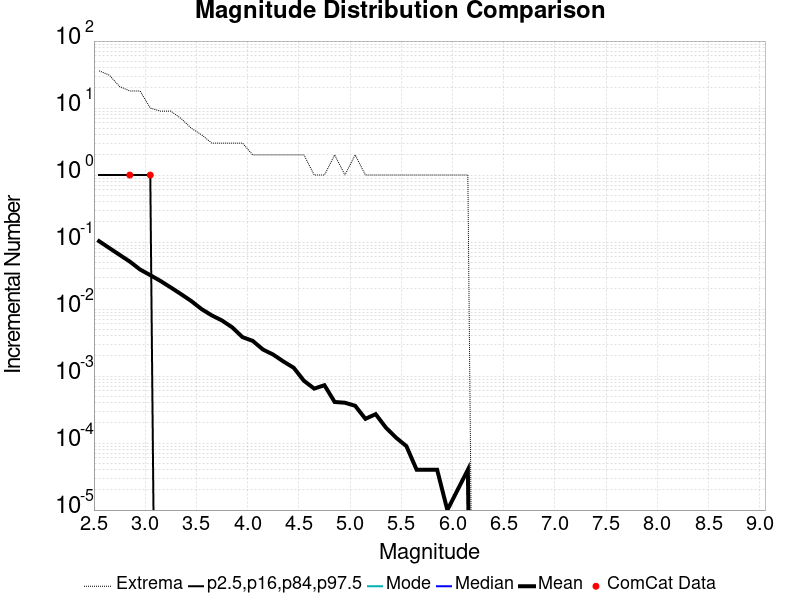 Magnitude Distribution Comparison
10^2
10^1
10^0
10^-1
10^-2
10^-3
10^-4
10^-5
Incremental Number
2.5 3.0 3.5 4.0 4.5 5.0 5.5 6.0 6.5 7.0 7.5 8.0 8.5 9.0
Magnitude
Extrema p2.5,p16,p84,p97.5 Mode Median Mean ComCat Data